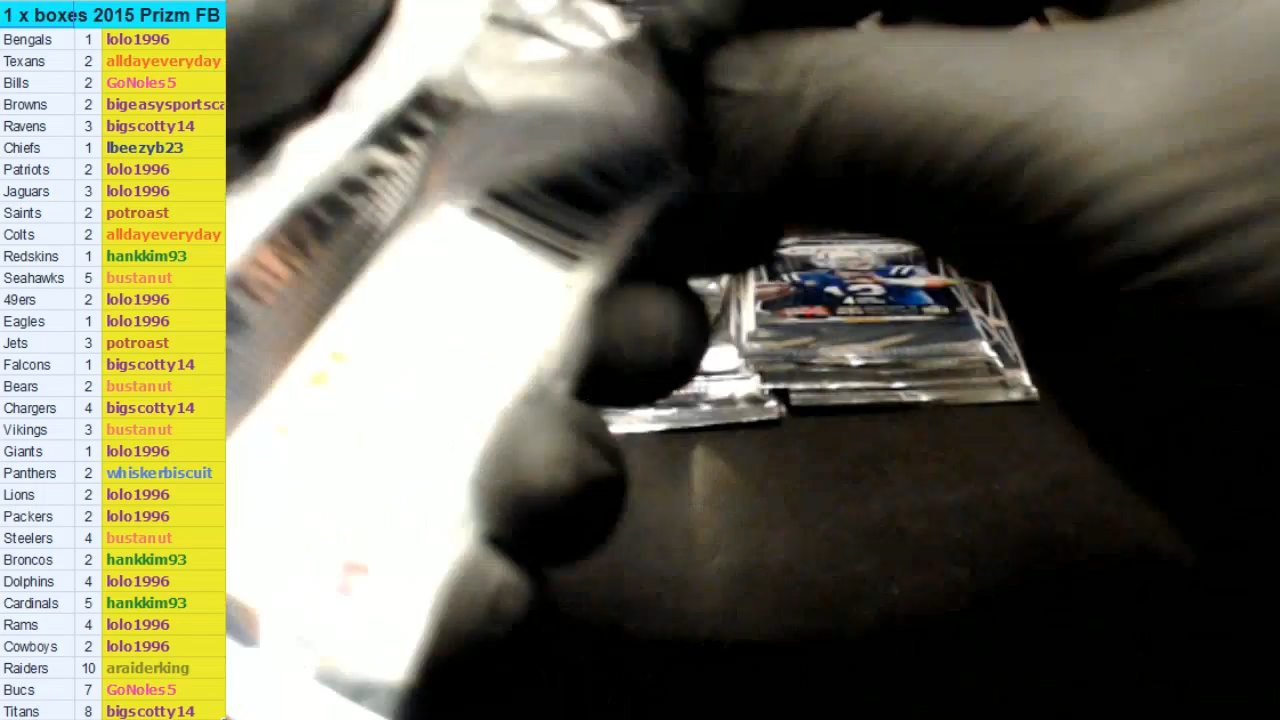 1 x boxes 2015 Prizm FB
Bengals 1 lolo1996
Texans 2 alldayeveryday
Bills 2 GoNoles5
Browns 2 bigeasysportsca
Ravens 3 bigscotty14
Chiefs 1 lbeezyb23
Patriots 2 lolo1996
Jaguars 3 lolo1996
Saints 2 potroast
Colts 2 alldayeveryday
Redskins 1 hankkim93
Seahawks 5 bustanut
49ers 2 lolo1996
Eagles 1 lolo1996
Jets 3 potroast
Falcons 1 bigscotty14
Bears 2 bustanut
Chargers 4 bigscotty14
Vikings 3 bustanut
Giants 1 lolo1996
Panthers 2 whiskerbiscuit
Lions 2 lolo1996
Packers 2 lolo1996
Steelers 4 bustanut
Broncos 2 hankkim93
Dolphins 4 lolo1996
Cardinals 5 hankkim93
Rams 4 lolo1996
Cowboys 2 lolo1996
Raiders 10 araiderking
Bucs 7 GoNoles5
Titans 8 bigscotty14
12